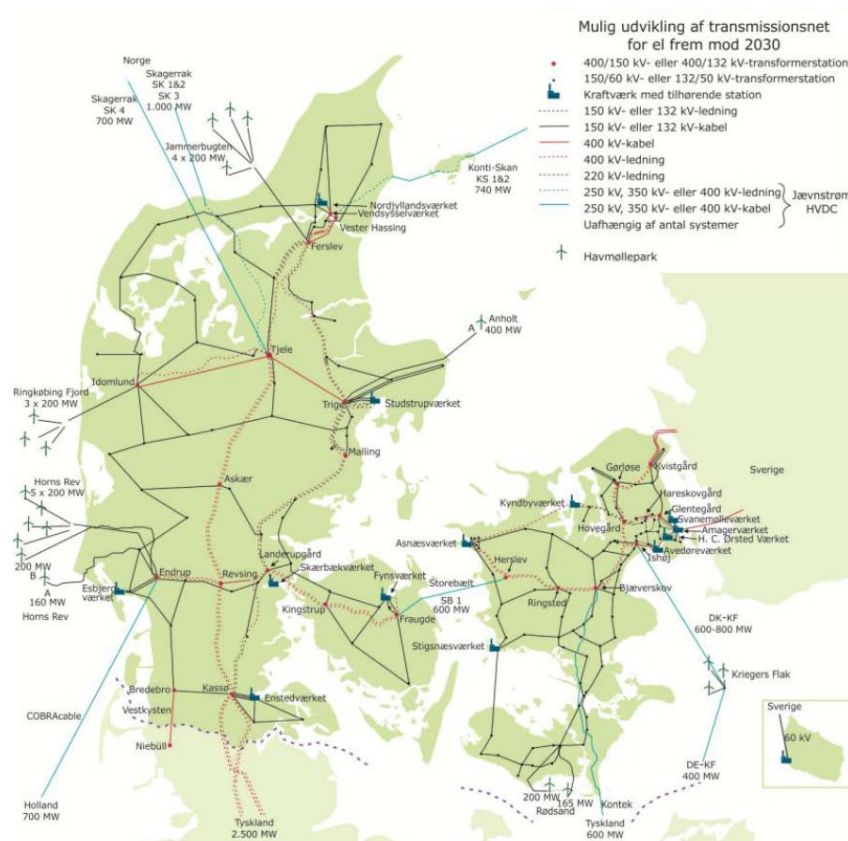 Mulig udvikling af transmissionsnet
for el frem mod 2030
400/150 kV- eller 400/132 kV-transformerstation
150/60 kV- eller 132/50 kV-transformerstation
Kraftværk med tilhørende station
150 kV- eller 132 kV-ledning
150 kV- eller 132 kV-kabel
400 kV-kabel
400 kV-ledning
220 kV-ledning
250 kV, 350 kV- eller 400 kV-ledning
250 kV, 350 kV- eller 400 kV-kabel
Jævnstrøm
HVDC
Uafhængig af antal systemer
Havmøllepark
Norge
Skagerrak
SK 1&2
SK 3
1.000 MW
Skagerrak
SK 4
700 MW
Jammerbugten
4 x 200 MW
Konti-Skan
KS 1&2
740 MW
Nordjyllandsværket
Vendsysselværket
Vester Hassing
Ferslev
Anholt
A
400 MW
Tjele
Idomlund
Ringkøbing Fjord
3 x 200 MW
Trige
Studstrupværket
Malling
Horns Rev
5 x 200 MW
Askær
200 MW
B
A
160 MW
Horns Rev
Esbjerg
værket
Endrup
Revsing
Landerupgård
Skærbækværket
Kingstrup
Fynsværket
Fraugde
Storebælt
SB 1
600 MW
Bredebro
Vestkysten
Kassø
Enstedværket
Niebüll
COBRAcable
Holland
700 MW
Tyskland
2.500 MW
Gørløse
Kvistgård
Sverige
Hareskovgård
Glentegård
Svanemølleværket
Amagerværket
H. C. Ørsted Værket
Avedøreværket
Ishøj
Kyndbyværket
Hovegård
Asnæsværket
Herslev
Ringsted
Bjæverskov
Stigsnæsværket
DK-KF
600-800 MW
Kriegers Flak
DE-KF
400 MW
Sverige
60 kV
200 MW
165 MW
Rødsand
Kontek
Tyskland
600 MW